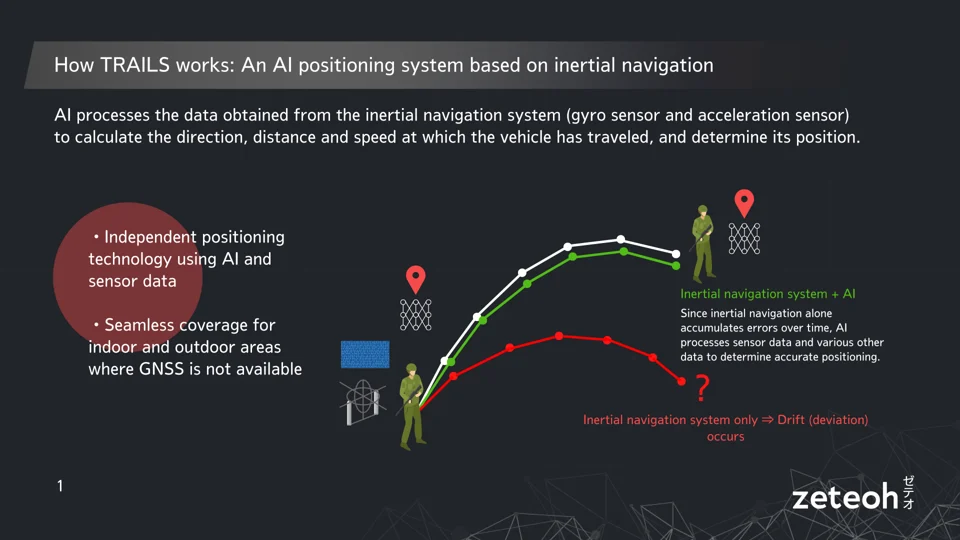 How TRAILS works: An AI positioning system based on inertial navigation
AI processes the data obtained from the inertial navigation system (gyro sensor and acceleration sensor)
to calculate the direction, distance and speed at which the vehicle has traveled, and determine its position.
・Independent positioning
technology using AI and
sensor data
・Seamless coverage for
indoor and outdoor areas
where GNSS is not available
Inertial navigation system + AI
Since inertial navigation alone
accumulates errors over time, AI
processes sensor data and various other
data to determine accurate positioning.
?
Inertial navigation system only ⇒ Drift (deviation)
occurs
1
zeteoh
ゼテオ